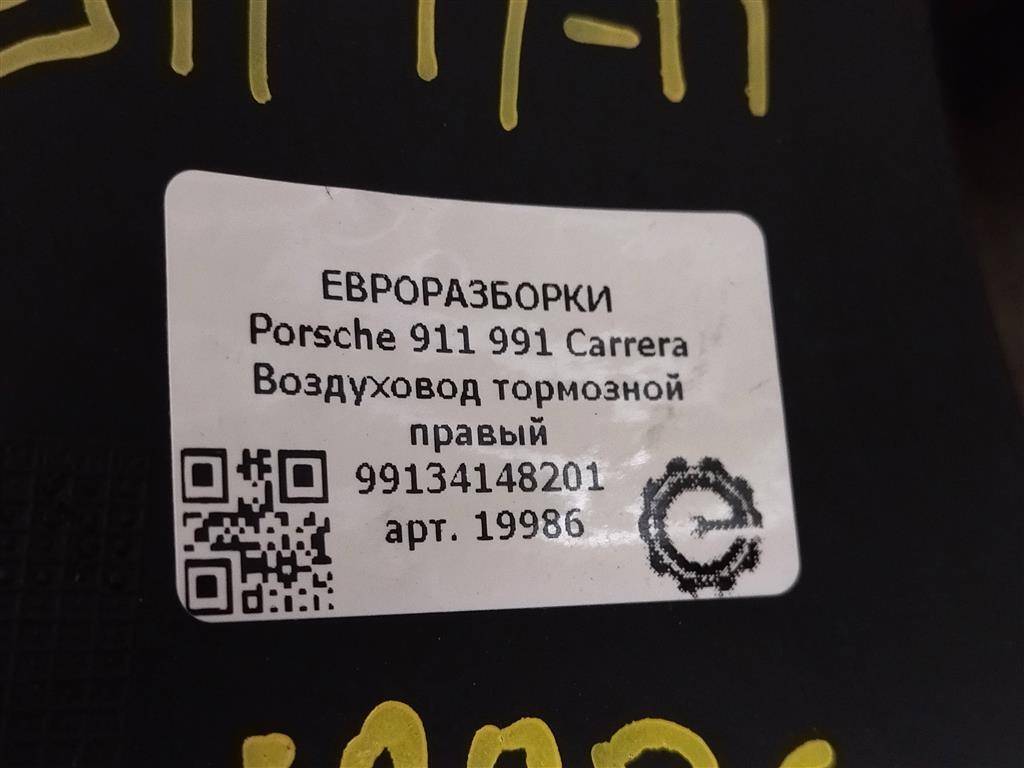 ЕВРОРАЗБОРКИ
Porsche 911 991 Carrera
Воздуховод тормозной
правый
99134148201
арт. 19986